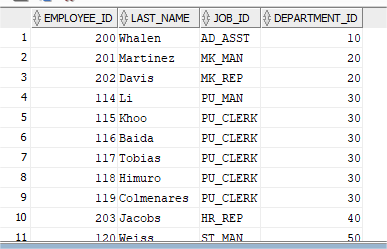 EMPLOYEE_ID LAST_NAME JOB_ID DEPARTMENT_ID
1 200 Whalen AD_ASST 10
2 201 Martinez MK_MAN 20
3 202 Davis MK_REP 20
4 114 Li PU_MAN 30
5 115 Khoo PU_CLERK 30
6 116 Baida PU_CLERK 30
7 117 Tobias PU_CLERK 30
8 118 Himuro PU_CLERK 30
9 119 Colmenares PU_CLERK 30
10 203 Jacobs HR_REP 40
11 120 Weiss ST_MAN 50